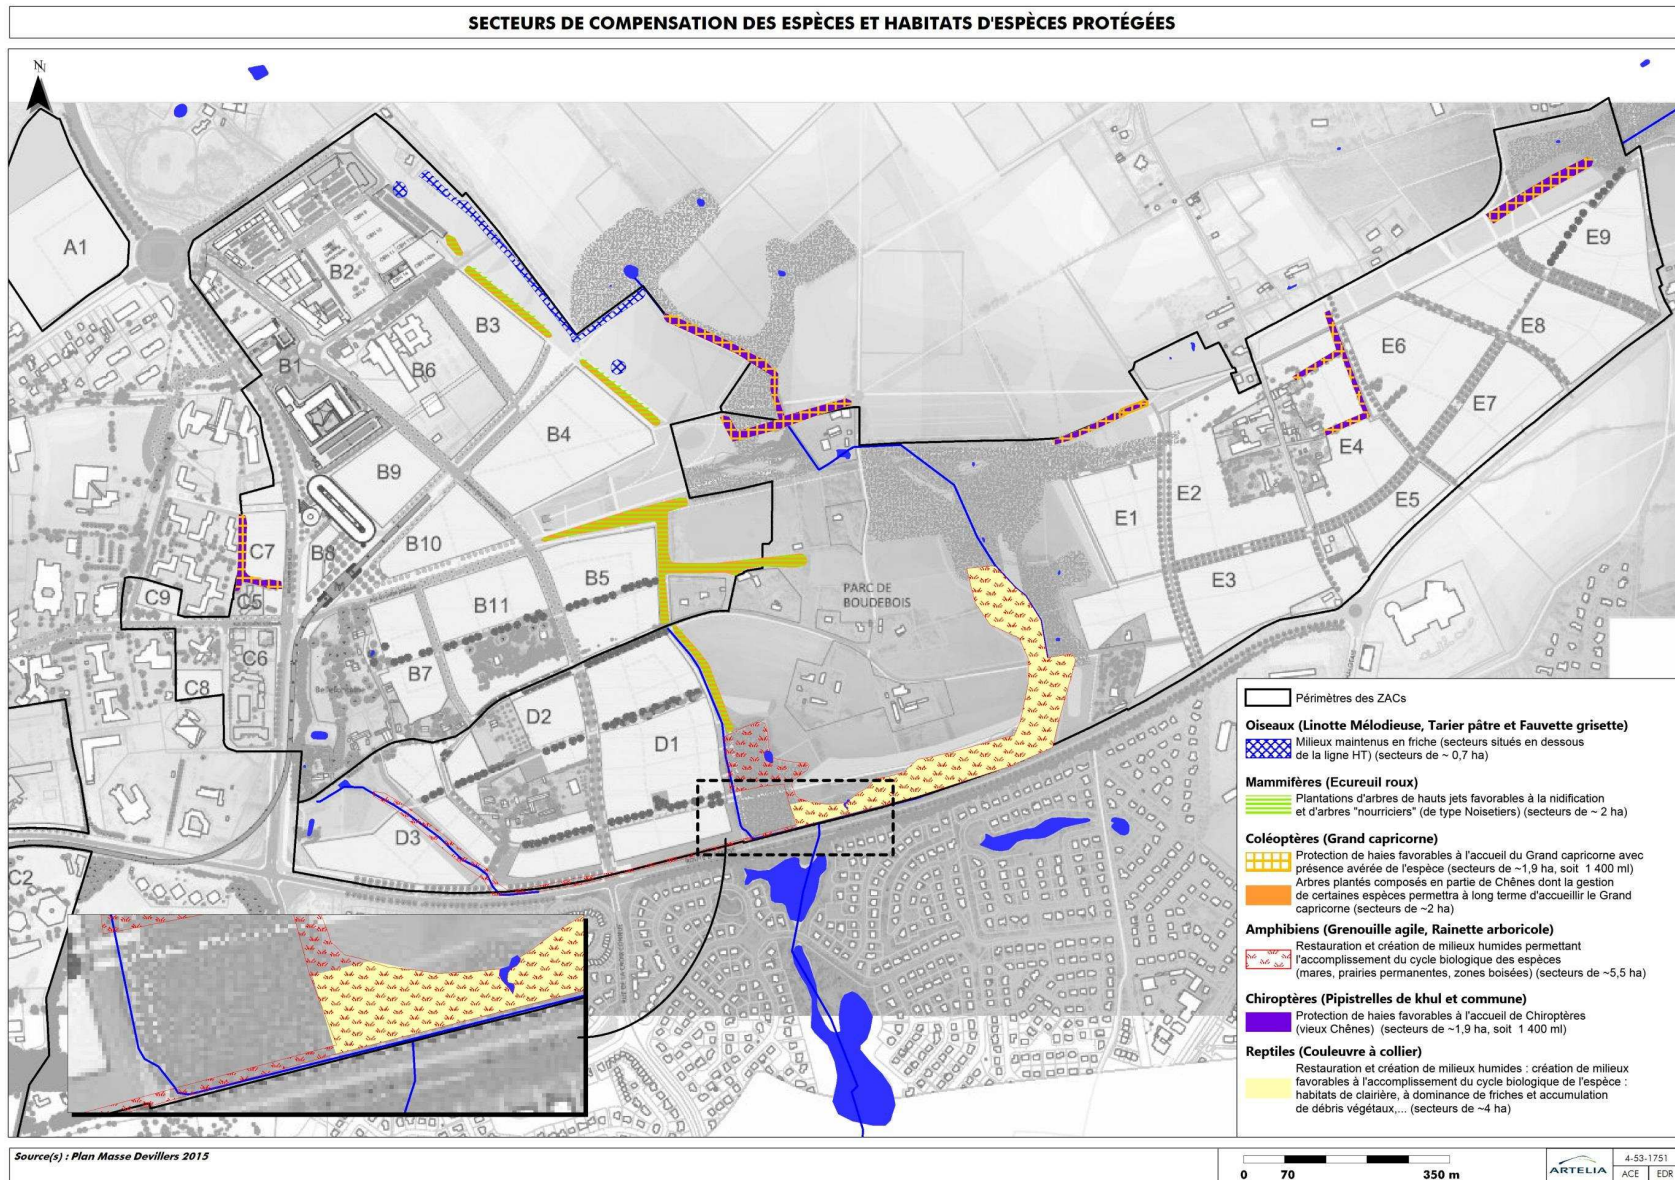 SECTEURS DE COMPENSATION DES ESPÈCES ET HABITATS D'ESPÈCES PROTÉGÉES
N
A1
B2
B3
B1
B6
B4
B9
B8
B10
B5
B11
B7
C7
C9
C5
C6
C8
C2
D2
D1
D3
E9
E8
E6
E7
E4
E5
E2
E1
E3
PARC DE
BOUDEBOIS
Périmètres des ZACs
Oiseaux (Linotte Mélodieuse, Tarier pâtre et Fauvette grisette)
Milieux maintenus en friche (secteurs situés en dessous
de la ligne HT) (secteurs de ~ 0,7 ha)
Mammifères (Ecureuil roux)
Plantations d'arbres de hauts jets favorables à la nidification
et d'arbres "nourriciers" (de type Noisetiers) (secteurs de ~ 2 ha)
Coléoptères (Grand capricorne)
Protection de haies favorables à l'accueil du Grand capricorne avec
présence avérée de l'espèce (secteurs de ~1,9 ha, soit 1 400 ml)
Arbres plantés composés en partie de Chênes dont la gestion
de certaines espèces permettra à long terme d'accueillir le Grand
capricorne (secteurs de ~2 ha)
Amphibiens (Grenouille agile, Rainette arboricole)
Restauration et création de milieux humides permettant
l'accomplissement du cycle biologique des espèces
(mares, prairies permanentes, zones boisées) (secteurs de ~5,5 ha)
Chiroptères (Pipistrelles de khul et commune)
Protection de haies favorables à l'accueil de Chiroptères
(vieux Chênes) (secteurs de ~1,9 ha, soit 1 400 ml)
Reptiles (Couleuvre à collier)
Restauration et création de milieux humides : création de milieux
favorables à l'accomplissement du cycle biologique de l'espèce :
habitats de clairière, à dominance de friches et accumulation
de débris végétaux,... (secteurs de ~4 ha)
Source(s) : Plan Masse Devillers 2015
0 70 350 m
ARTELIA
4-53-1751
ACE EDR